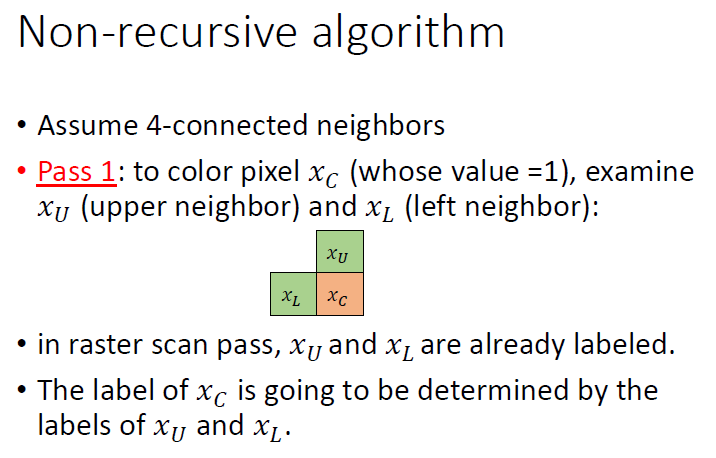 Non-recursive algorithm
• Assume 4-connected neighbors
• Pass 1: to color pixel x_C (whose value =1), examine
x_U (upper neighbor) and x_L (left neighbor):
x_U
x_L x_C
• in raster scan pass, x_U and x_L are already labeled.
• The label of x_C is going to be determined by the
labels of x_U and x_L.